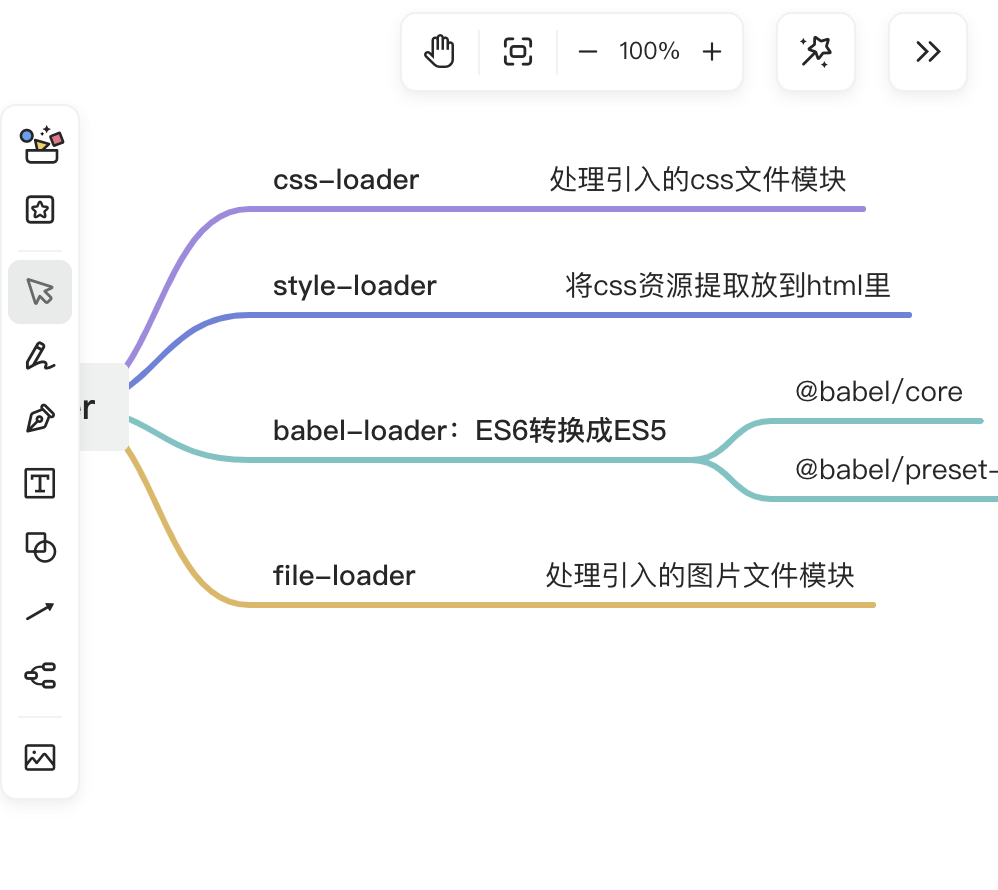 100%
css-loader 处理引入的css文件模块
style-loader 将css资源提取放到html里
@babel/core
er
babel-loader：ES6转换成ES5
@babel/preset-
file-loader 处理引入的图片文件模块